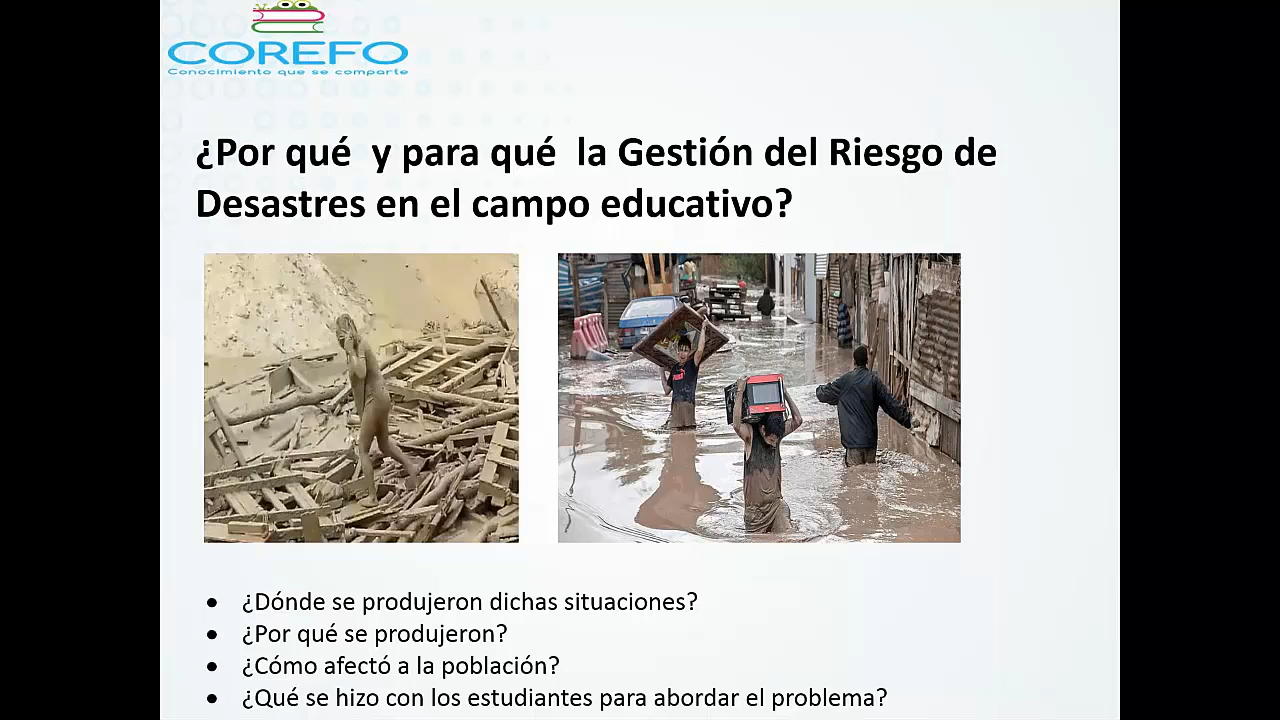 COREFO
Conocimiento que se comparte
¿Por qué y para qué la Gestión del Riesgo de
Desastres en el campo educativo?
• ¿Dónde se produjeron dichas situaciones?
• ¿Por qué se produjeron?
• ¿Cómo afectó a la población?
• ¿Qué se hizo con los estudiantes para abordar el problema?